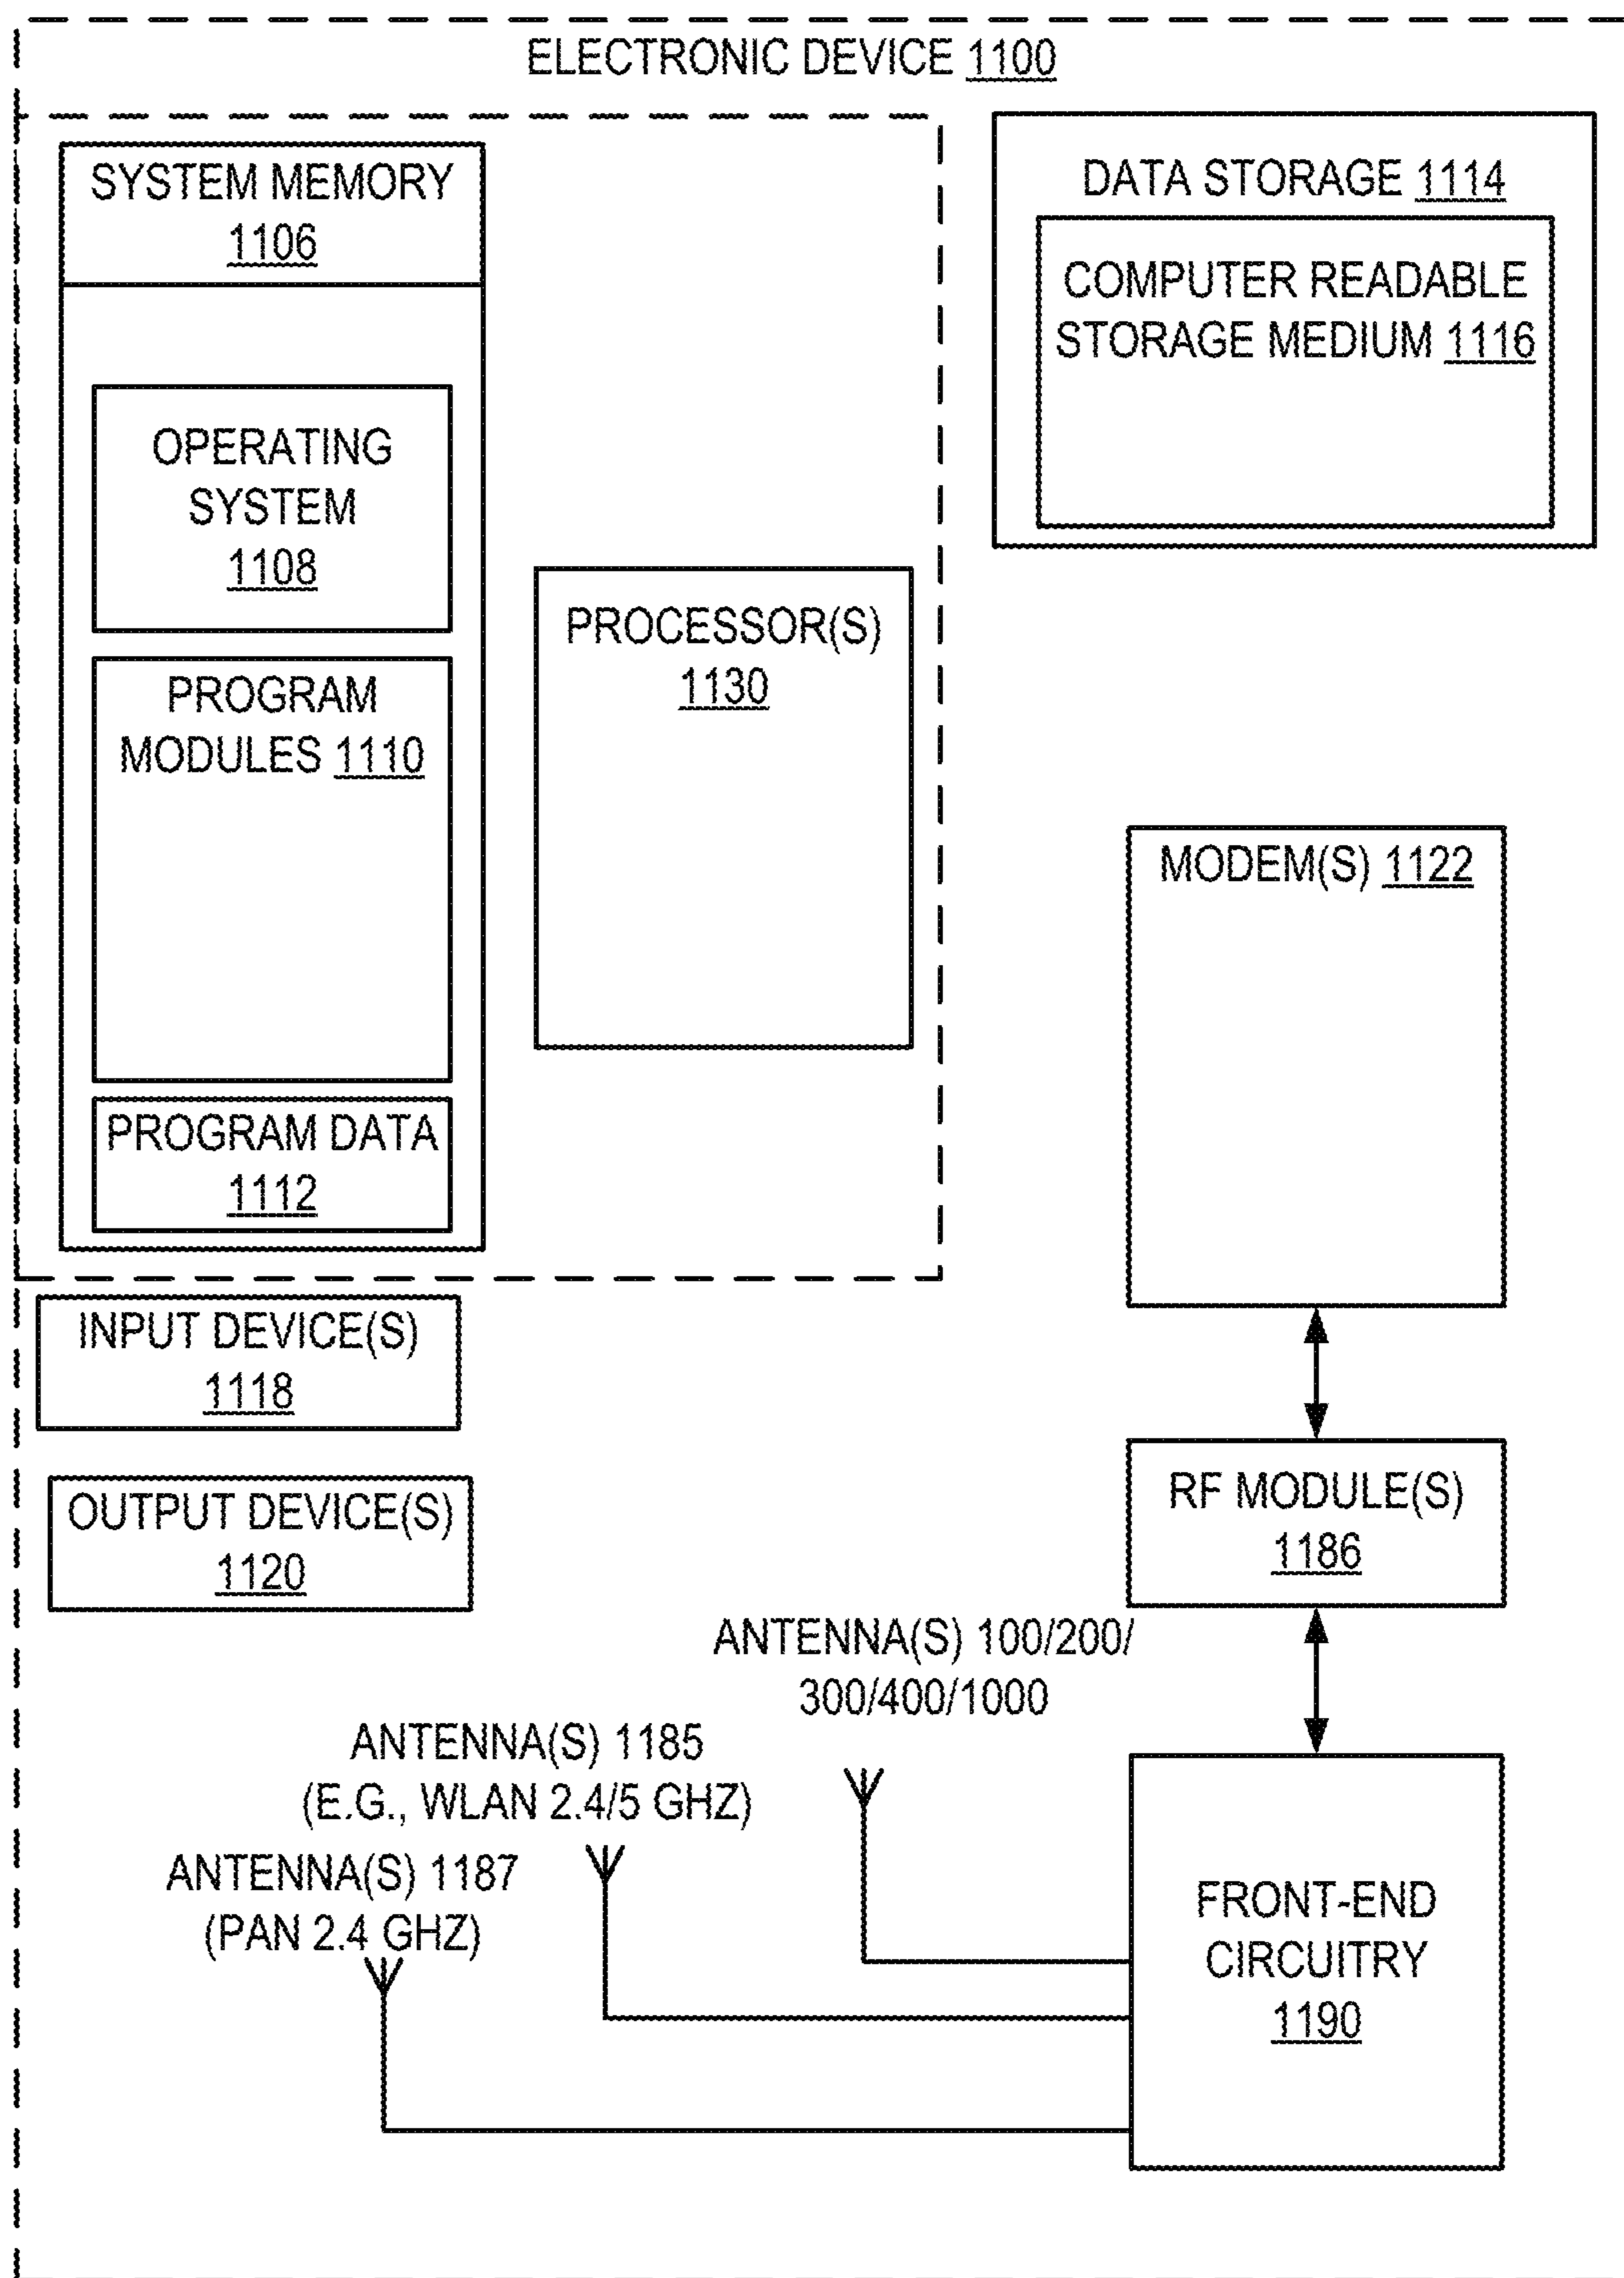 ELECTRONIC DEVICE 1100
SYSTEM MEMORY
1106
OPERATING
SYSTEM
1108
PROGRAM
MODULES 1110
PROGRAM DATA
1112
PROCESSOR(S)
1130
DATA STORAGE 1114
COMPUTER READABLE
STORAGE MEDIUM 1116
MODEM(S) 1122
INPUT DEVICE(S)
1118
OUTPUT DEVICE(S)
1120
RF MODULE(S)
1186
ANTENNA(S) 100/200/
300/400/1000
ANTENNA(S) 1185
(E.G., WLAN 2.4/5 GHZ)
ANTENNA(S) 1187
(PAN 2.4 GHZ)
FRONT-END
CIRCUITRY
1190